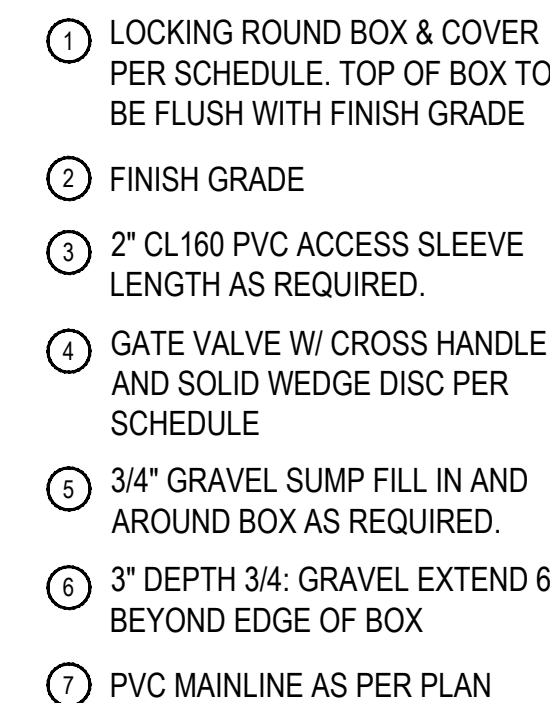 1 LOCKING ROUND BOX & COVER
PER SCHEDULE. TOP OF BOX TO
BE FLUSH WITH FINISH GRADE
2 FINISH GRADE
3 2" CL160 PVC ACCESS SLEEVE
LENGTH AS REQUIRED.
4 GATE VALVE W/ CROSS HANDLE
AND SOLID WEDGE DISC PER
SCHEDULE
5 3/4" GRAVEL SUMP FILL IN AND
AROUND BOX AS REQUIRED.
6 3" DEPTH 3/4: GRAVEL EXTEND 6
BEYOND EDGE OF BOX
7 PVC MAINLINE AS PER PLAN